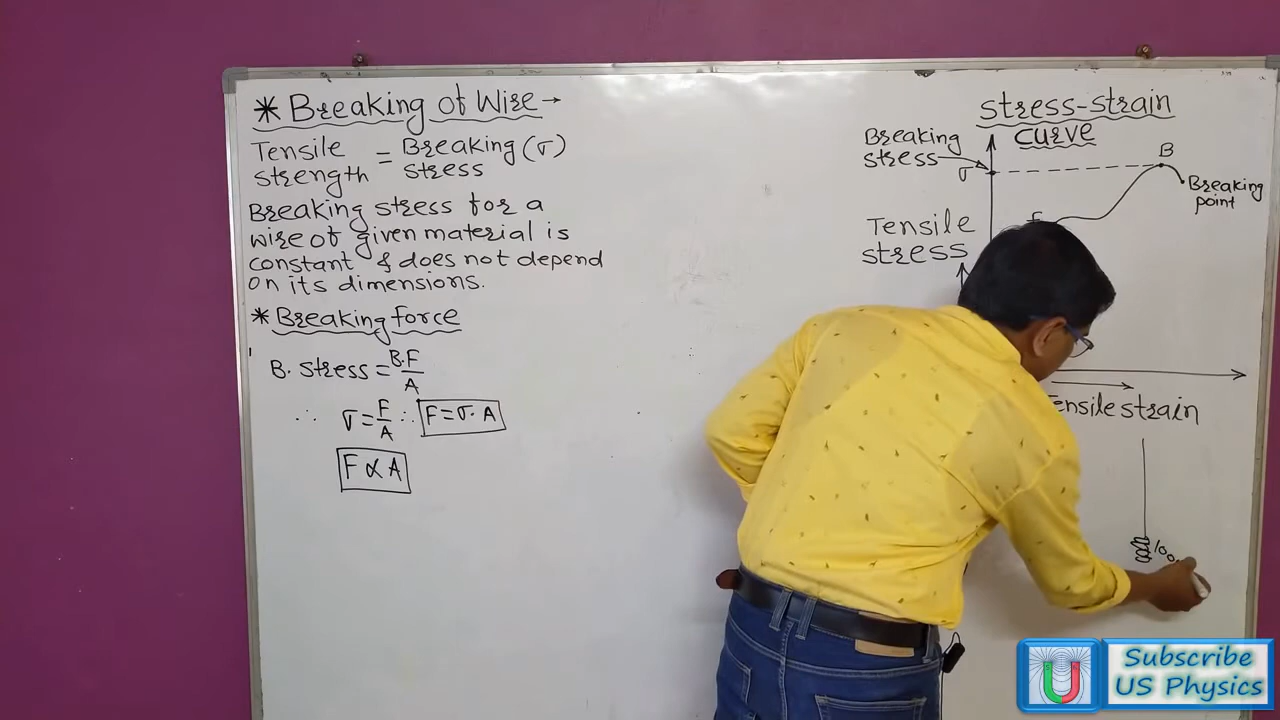 * Breaking of Wire →
Tensile strength = Breaking stress (σ)
Breaking stress for a
wire of given material is
constant & does not depend
on its dimensions.
* Breaking force
B. stress = B.F / A
∴ σ = F / A ∴ F = σ. A
F ∝ A
stress-strain
curve
Breaking
stress
σ
B
Breaking
point
E
Tensile
stress
Tensile strain
Subscribe
US Physics